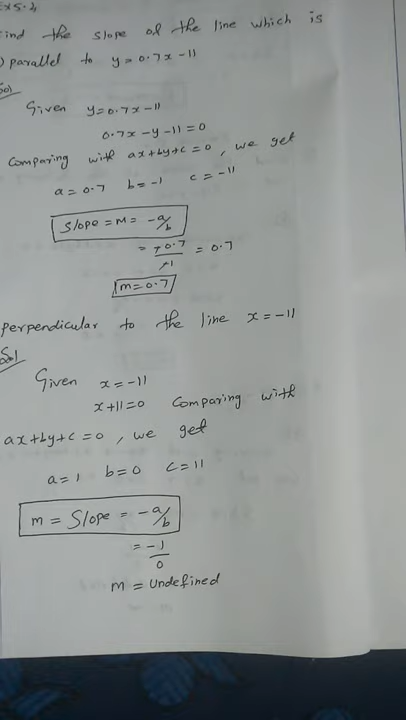 Ex5.4
Find the slope of the line which is
) parallel to y = 0.7x - 11
Sol
Given y = 0.7x - 11
0.7x - y - 11 = 0
Comparing with ax + by + c = 0, we get
a = 0.7 b = -1 c = -11
Slope = m = -a/b
= -0.7/-1 = 0.7
m = 0.7
perpendicular to the line x = -11
Sol
Given x = -11
x + 11 = 0 Comparing with
ax + by + c = 0, we get
a = 1 b = 0 c = 11
m = Slope = -a/b
= -1/0
m = undefined